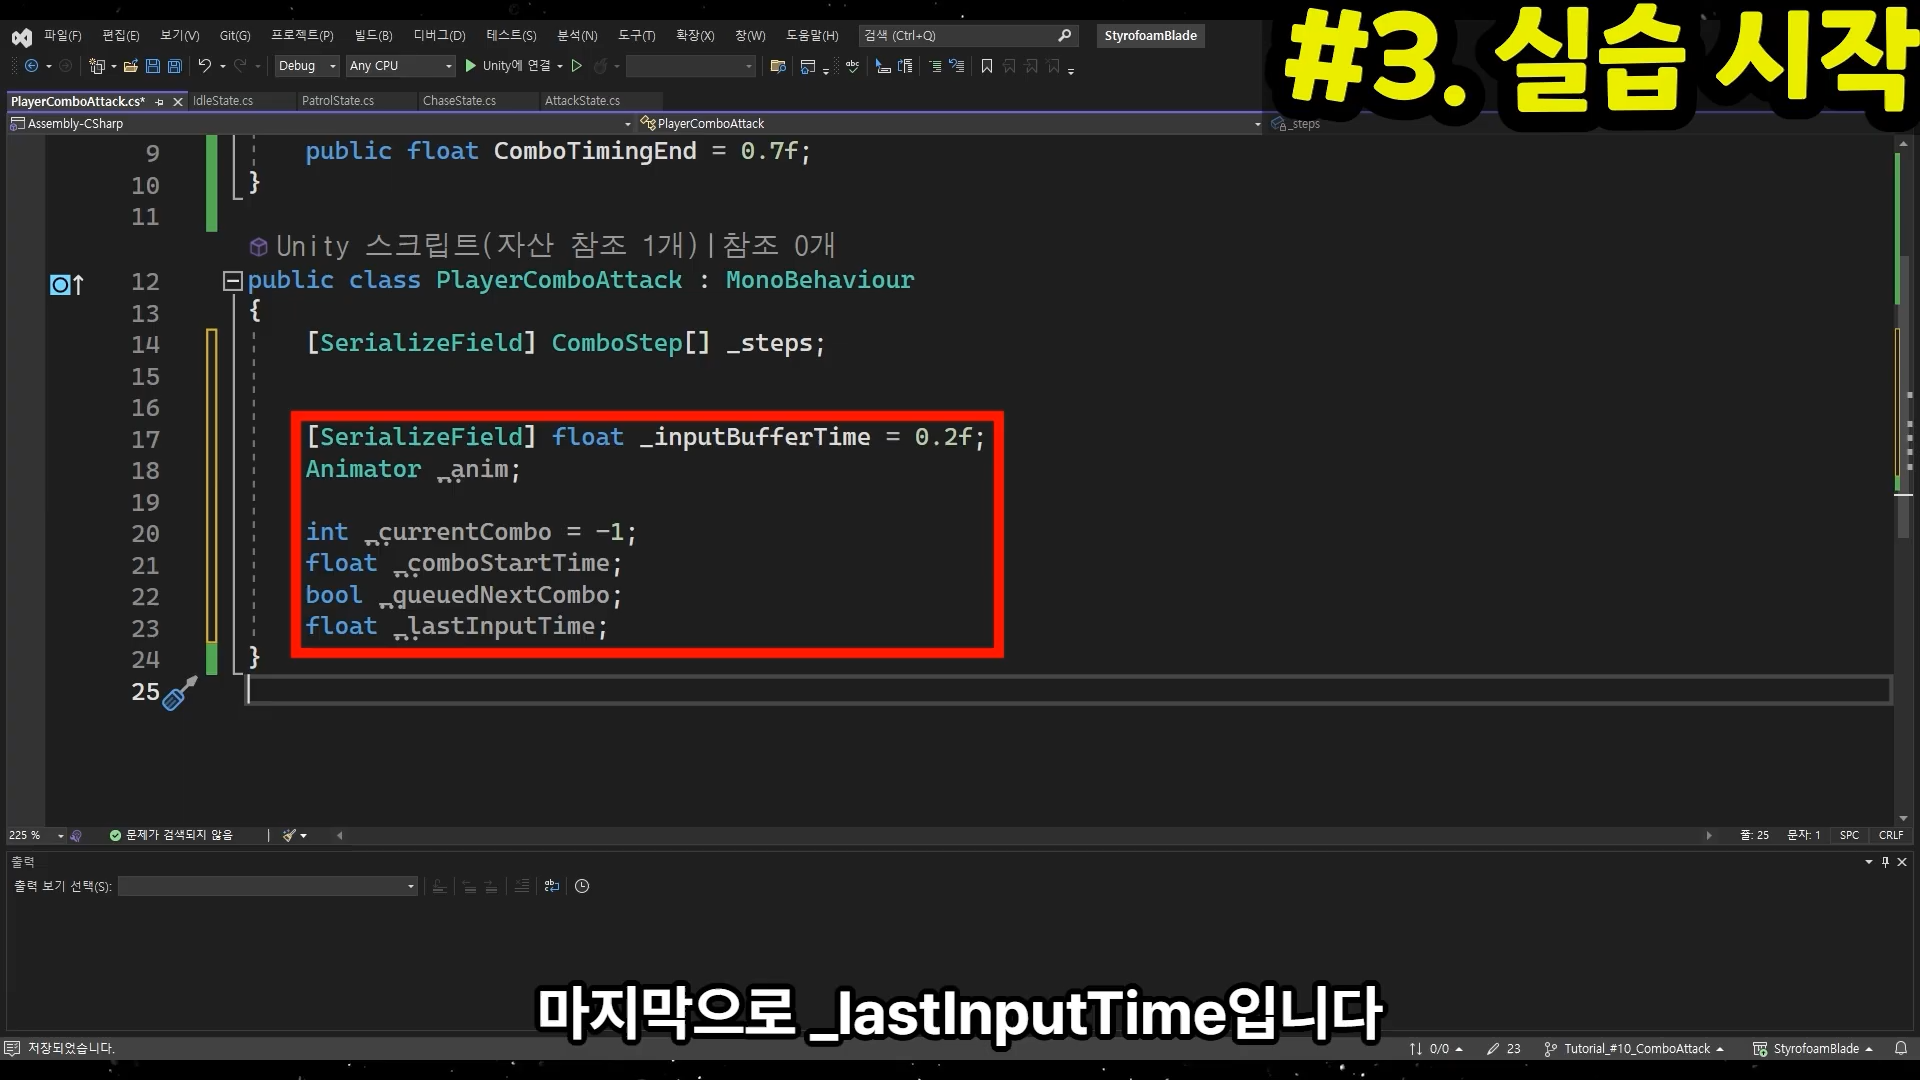 #3. 실습 시작
파일(F) 편집(E) 보기(V) Git(G) 프로젝트(P) 빌드(B) 디버그(D) 테스트(S) 분석(N) 도구(T) 확장(X) 창(W) 도움말(H) 검색 (Ctrl+Q) StyrofoamBlade
Debug Any CPU Unity에 연결
PlayerComboAttack.cs* IdleState.cs PatrolState.cs ChaseState.cs AttackState.cs
Assembly-CSharp PlayerComboAttack _steps
9 public float ComboTimingEnd = 0.7f;
10 }
11
Unity 스크립트(자산 참조 1개)|참조 0개
12 public class PlayerComboAttack : MonoBehaviour
13 {
14 [SerializeField] ComboStep[] _steps;
15
16
17 [SerializeField] float _inputBufferTime = 0.2f;
18 Animator _anim;
19
20 int _currentCombo = -1;
21 float _comboStartTime;
22 bool _queuedNextCombo;
23 float _lastInputTime;
24 }
25
225 % 문제가 검색되지 않음 줄: 25 문자: 1 SPC CRLF
출력
출력 보기 선택(S):
마지막으로 _lastInputTime입니다
저장되었습니다. 0/0 23 Tutorial_#10_ComboAttack StyrofoamBlade